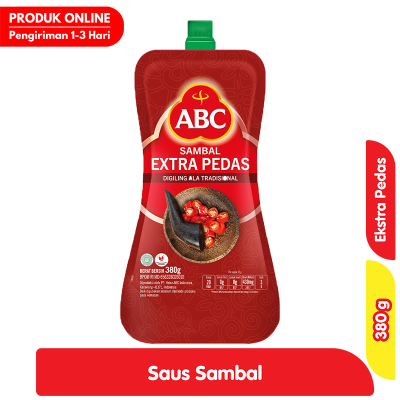 PRODUK ONLINE
Pengiriman 1-3 Hari
ABC
SAMBAL
EXTRA PEDAS
DIGILING ALA TRADISIONAL
BERAT BERSIH 380g
Ekstra Pedas
380 g
Saus Sambal